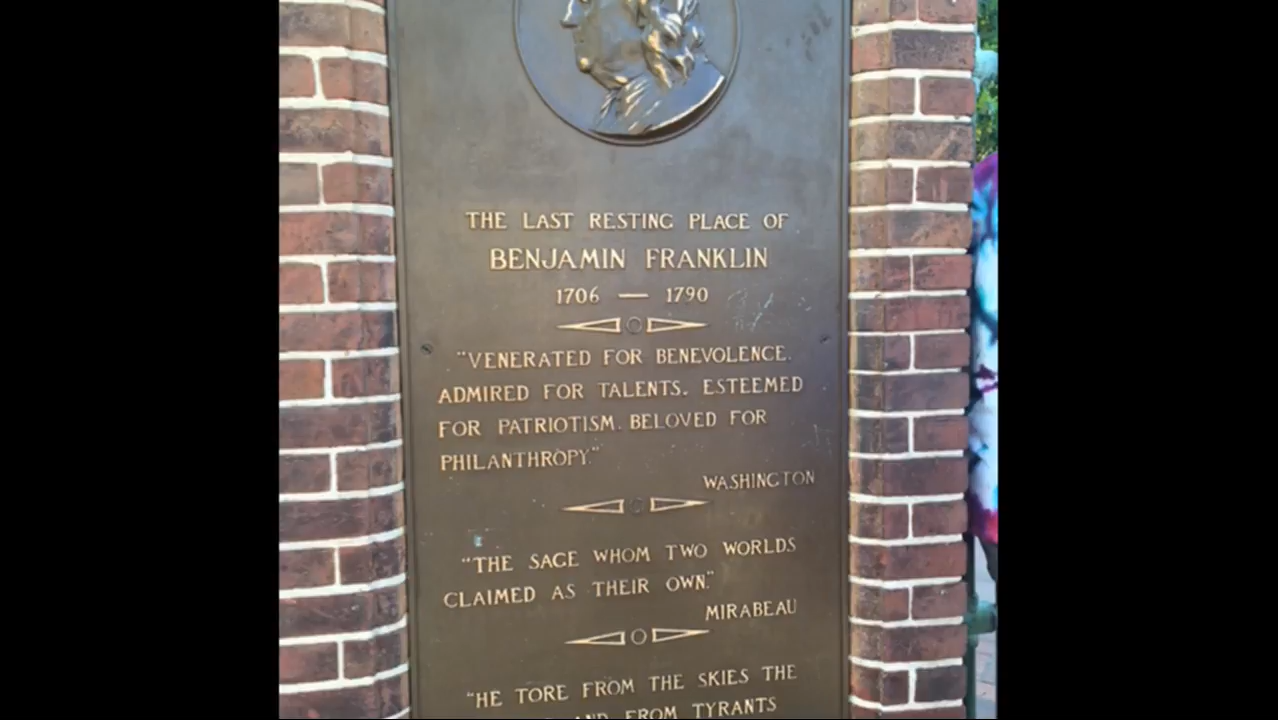 THE LAST RESTING PLACE OF
BENJAMIN FRANKLIN
1706 — 1790
"VENERATED FOR BENEVOLENCE.
ADMIRED FOR TALENTS. ESTEEMED
FOR PATRIOTISM. BELOVED FOR
PHILANTHROPY."
WASHINGTON
"THE SAGE WHOM TWO WORLDS
CLAIMED AS THEIR OWN."
MIRABEAU
"HE TORE FROM THE SKIES THE
AND FROM TYRANTS